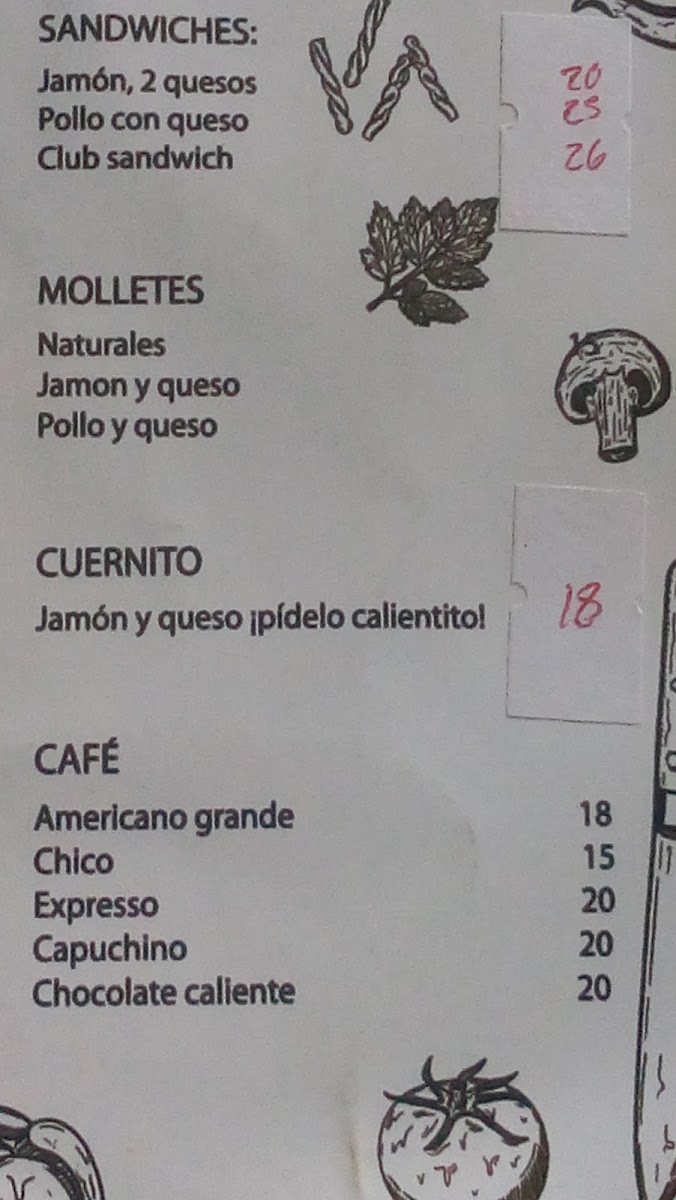 SANDWICHES:
Jamón, 2 quesos 20
Pollo con queso 25
Club sandwich 26
MOLLETES
Naturales
Jamon y queso
Pollo y queso
CUERNITO
Jamón y queso ¡pídelo calientito! 18
CAFÉ
Americano grande 18
Chico 15
Expresso 20
Capuchino 20
Chocolate caliente 20